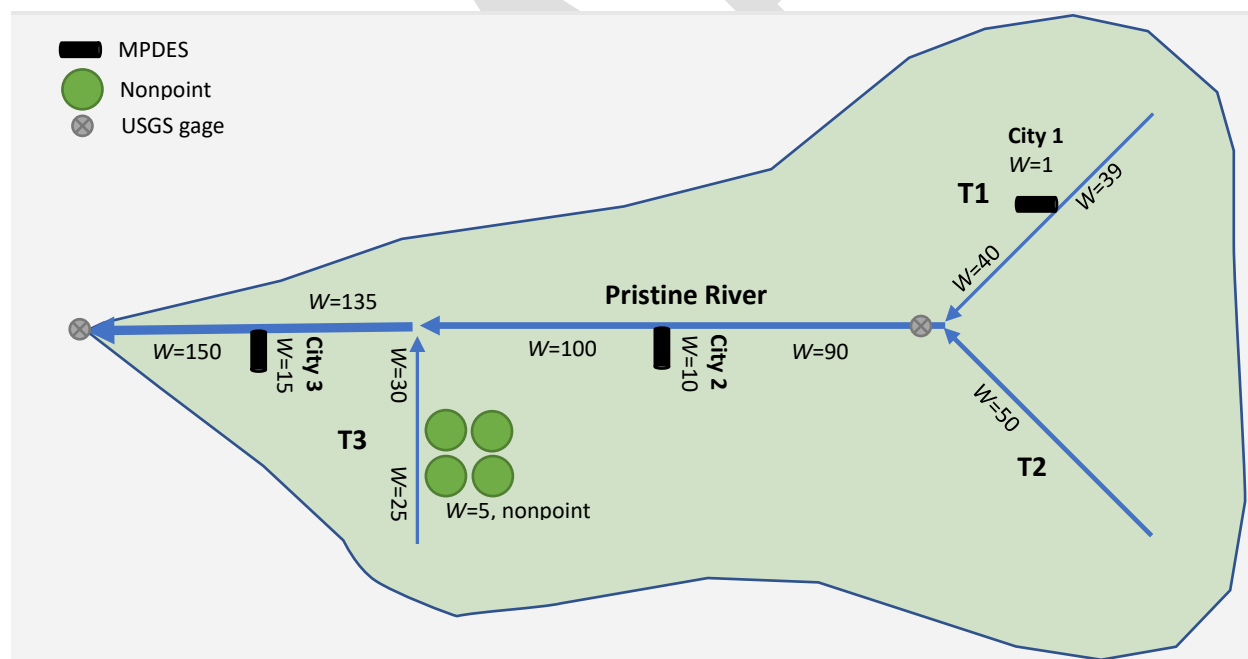 MPDES
Nonpoint
USGS gage
City 1
W=1
T1
W=39
W=40
Pristine River
W=135
W=150
City 3
W=15
W=100
City 2
W=10
W=90
W=30
T3
W=25
W=5, nonpoint
W=50
T2